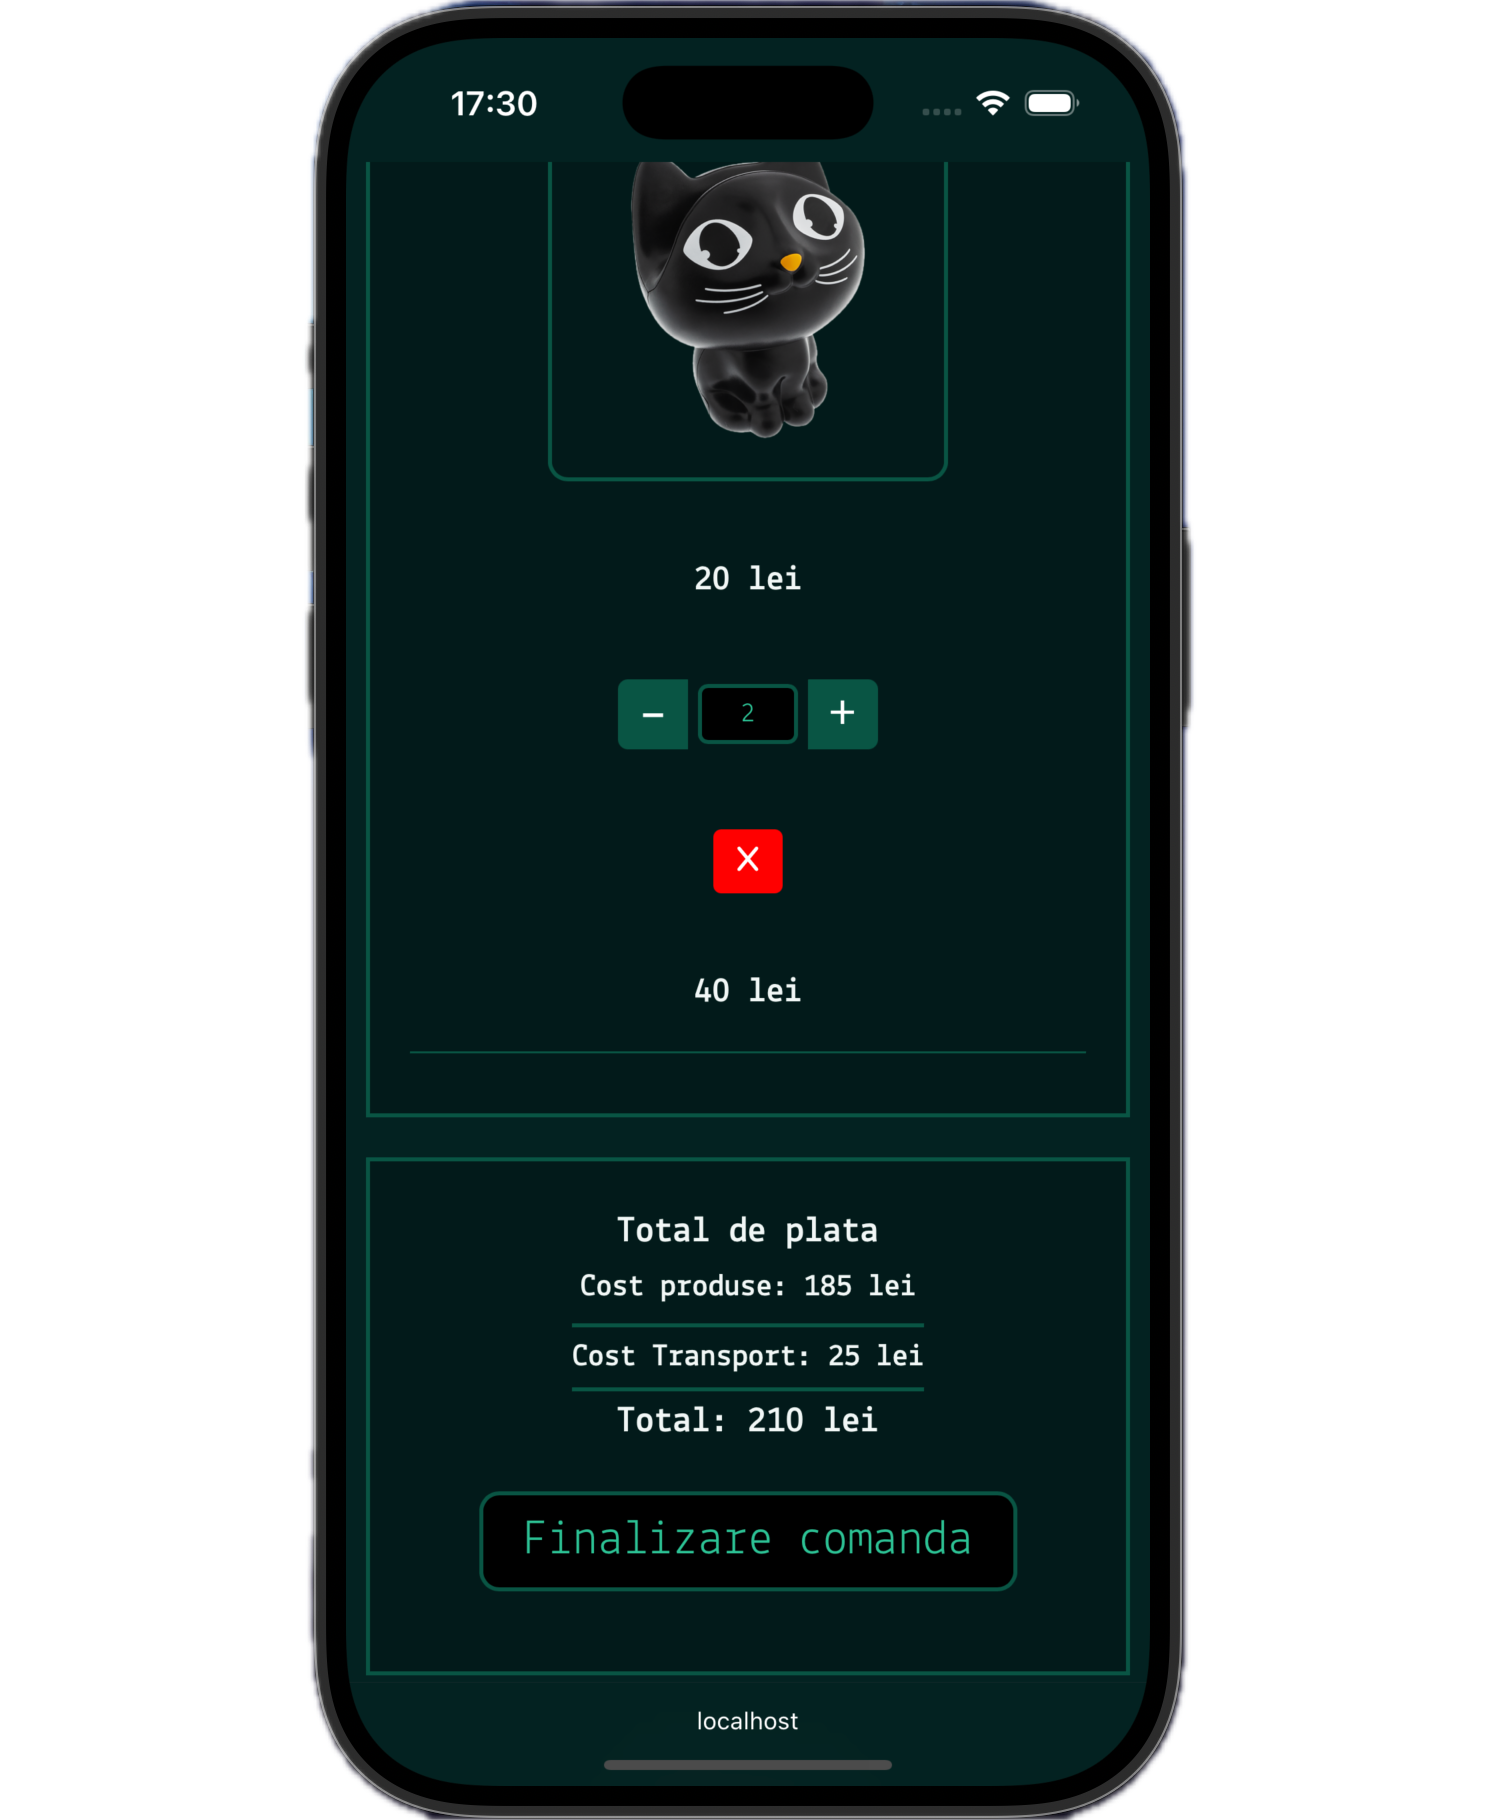 17:30
20 lei
- 2 +
X
40 lei
Total de plata
Cost produse: 185 lei
Cost Transport: 25 lei
Total: 210 lei
Finalizare comanda
localhost